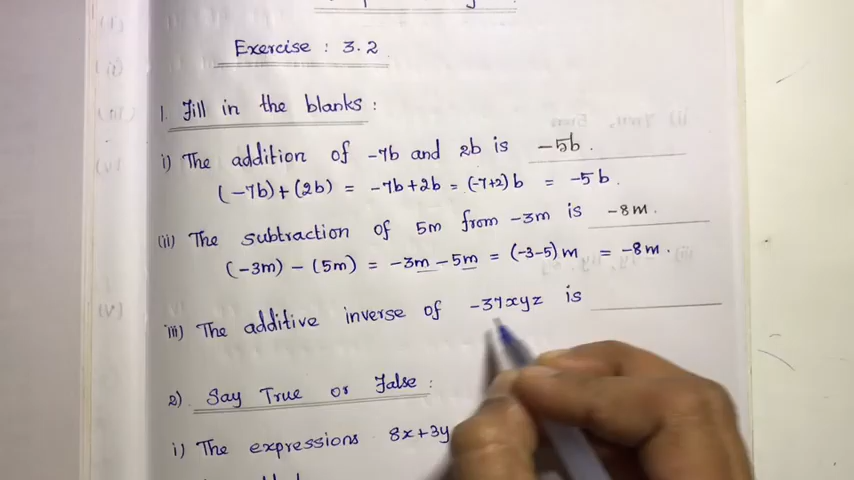 Exercise : 3.2
1. Fill in the blanks :
i) The addition of -7b and 2b is -5b.
(-7b)+(2b) = -7b+2b = (-7+2)b = -5b.
(ii) The subtraction of 5m from -3m is -8m.
(-3m) - (5m) = -3m - 5m = (-3-5)m = -8m.
iii) The additive inverse of -37xyz is
2) Say True or False :
i) The expressions 8x+3y